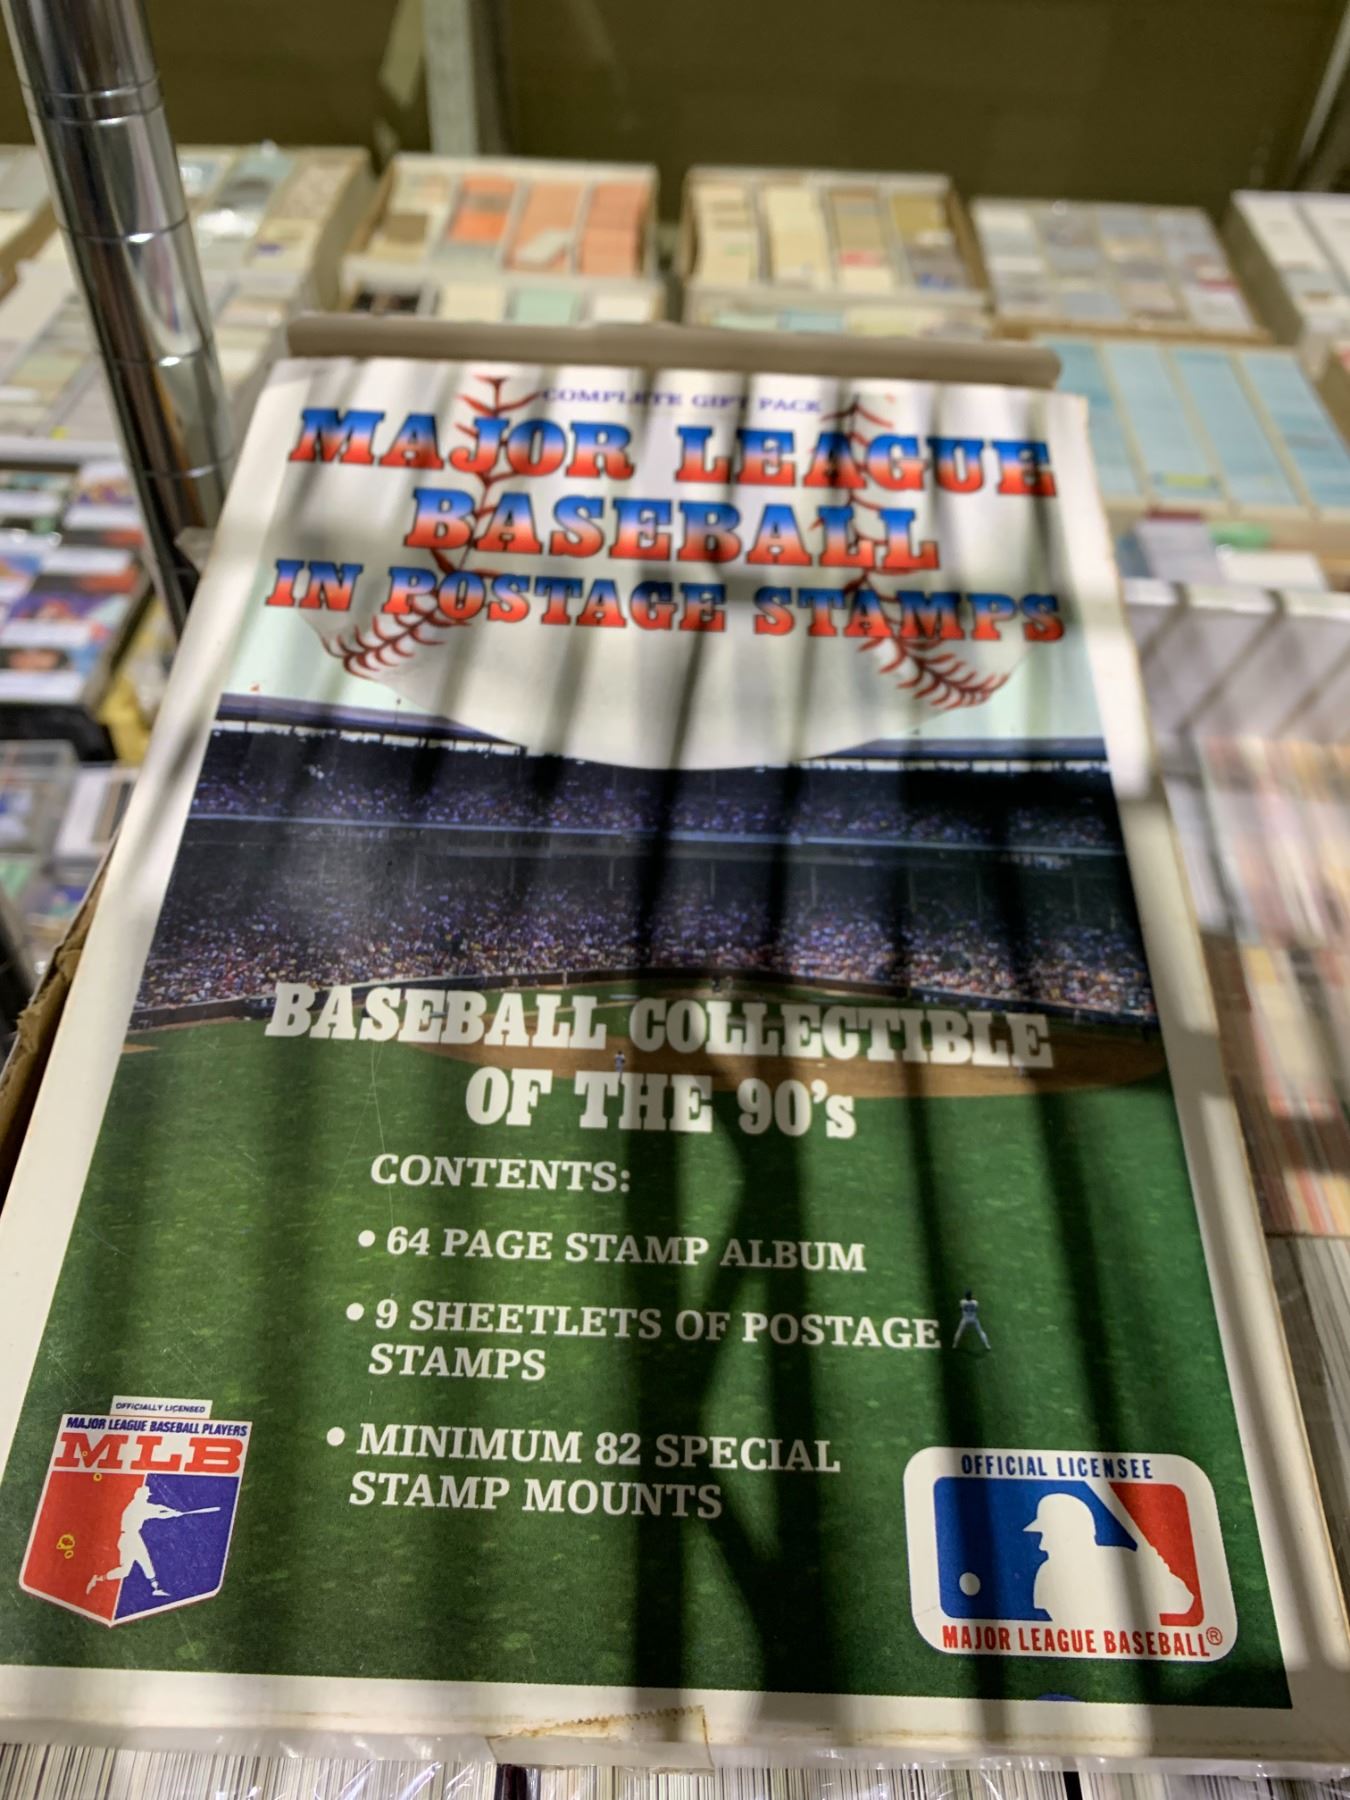 COMPLETE GIFT PACK
MAJOR LEAGUE
BASEBALL
IN POSTAGE STAMPS
BASEBALL COLLECTIBLE
OF THE 90's
CONTENTS:
• 64 PAGE STAMP ALBUM
• 9 SHEETLETS OF POSTAGE
STAMPS
• MINIMUM 82 SPECIAL
STAMP MOUNTS
OFFICIALLY LICENSED
MAJOR LEAGUE BASEBALL PLAYERS
MLB
OFFICIAL LICENSEE
MAJOR LEAGUE BASEBALL®